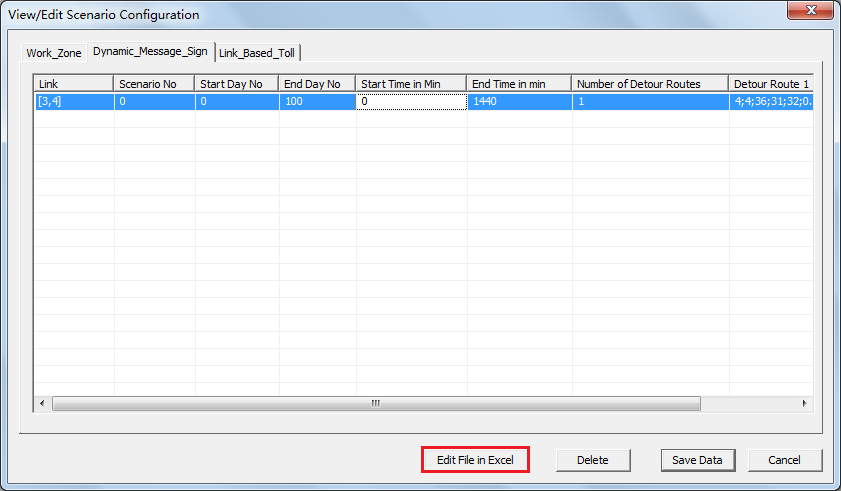 View/Edit Scenario Configuration
Work_Zone Dynamic_Message_Sign Link_Based_Toll
Link Scenario No Start Day No End Day No Start Time in Min End Time in min Number of Detour Routes Detour Route 1
[3,4] 0 0 100 0 1440 1 4;4;36;31;32;0.
Edit File in Excel Delete Save Data Cancel